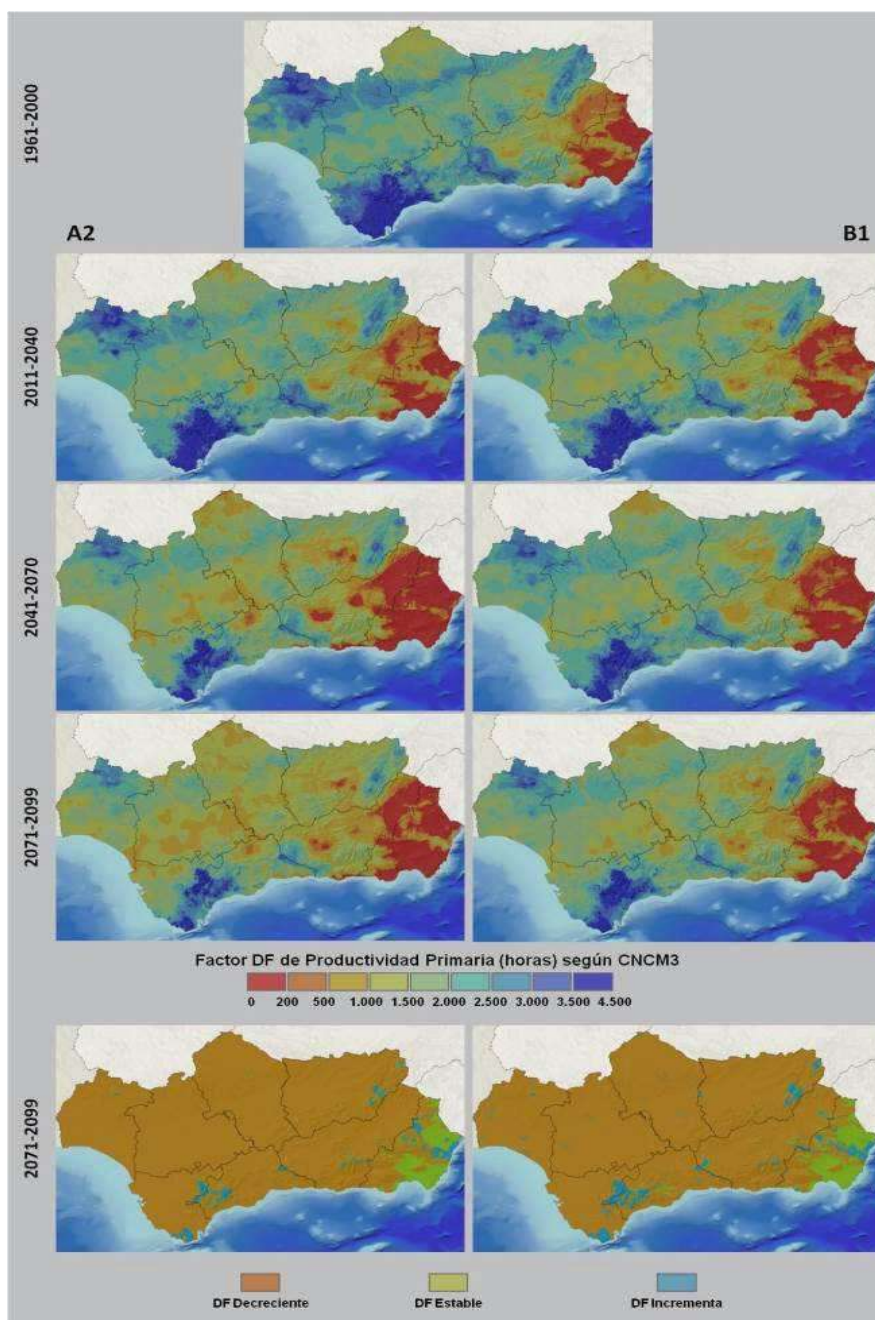 1961-2000
A2
B1
2011-2040
2041-2070
2071-2099
Factor DF de Productividad Primaria (horas) según CNCM3
0 200 500 1.000 1.500 2.000 2.500 3.000 3.500 4.500
2071-2099
DF Decreciente
DF Estable
DF Incrementa